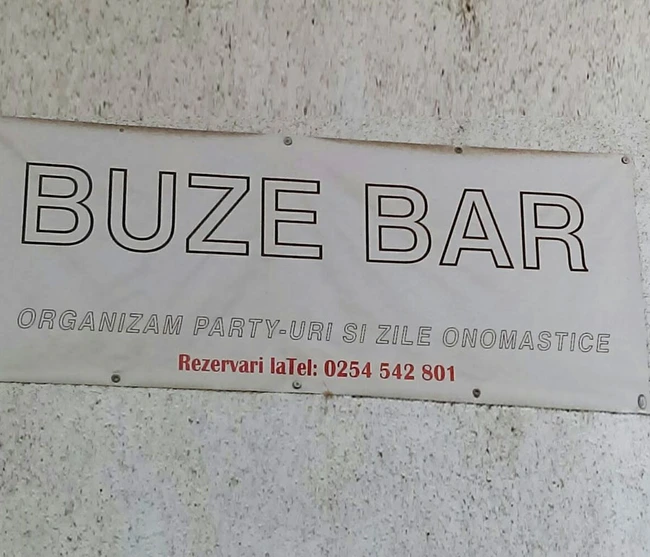 BUZE BAR
ORGANIZAM PARTY-URI SI ZILE ONOMASTICE
Rezervari laTel: 0254 542 801